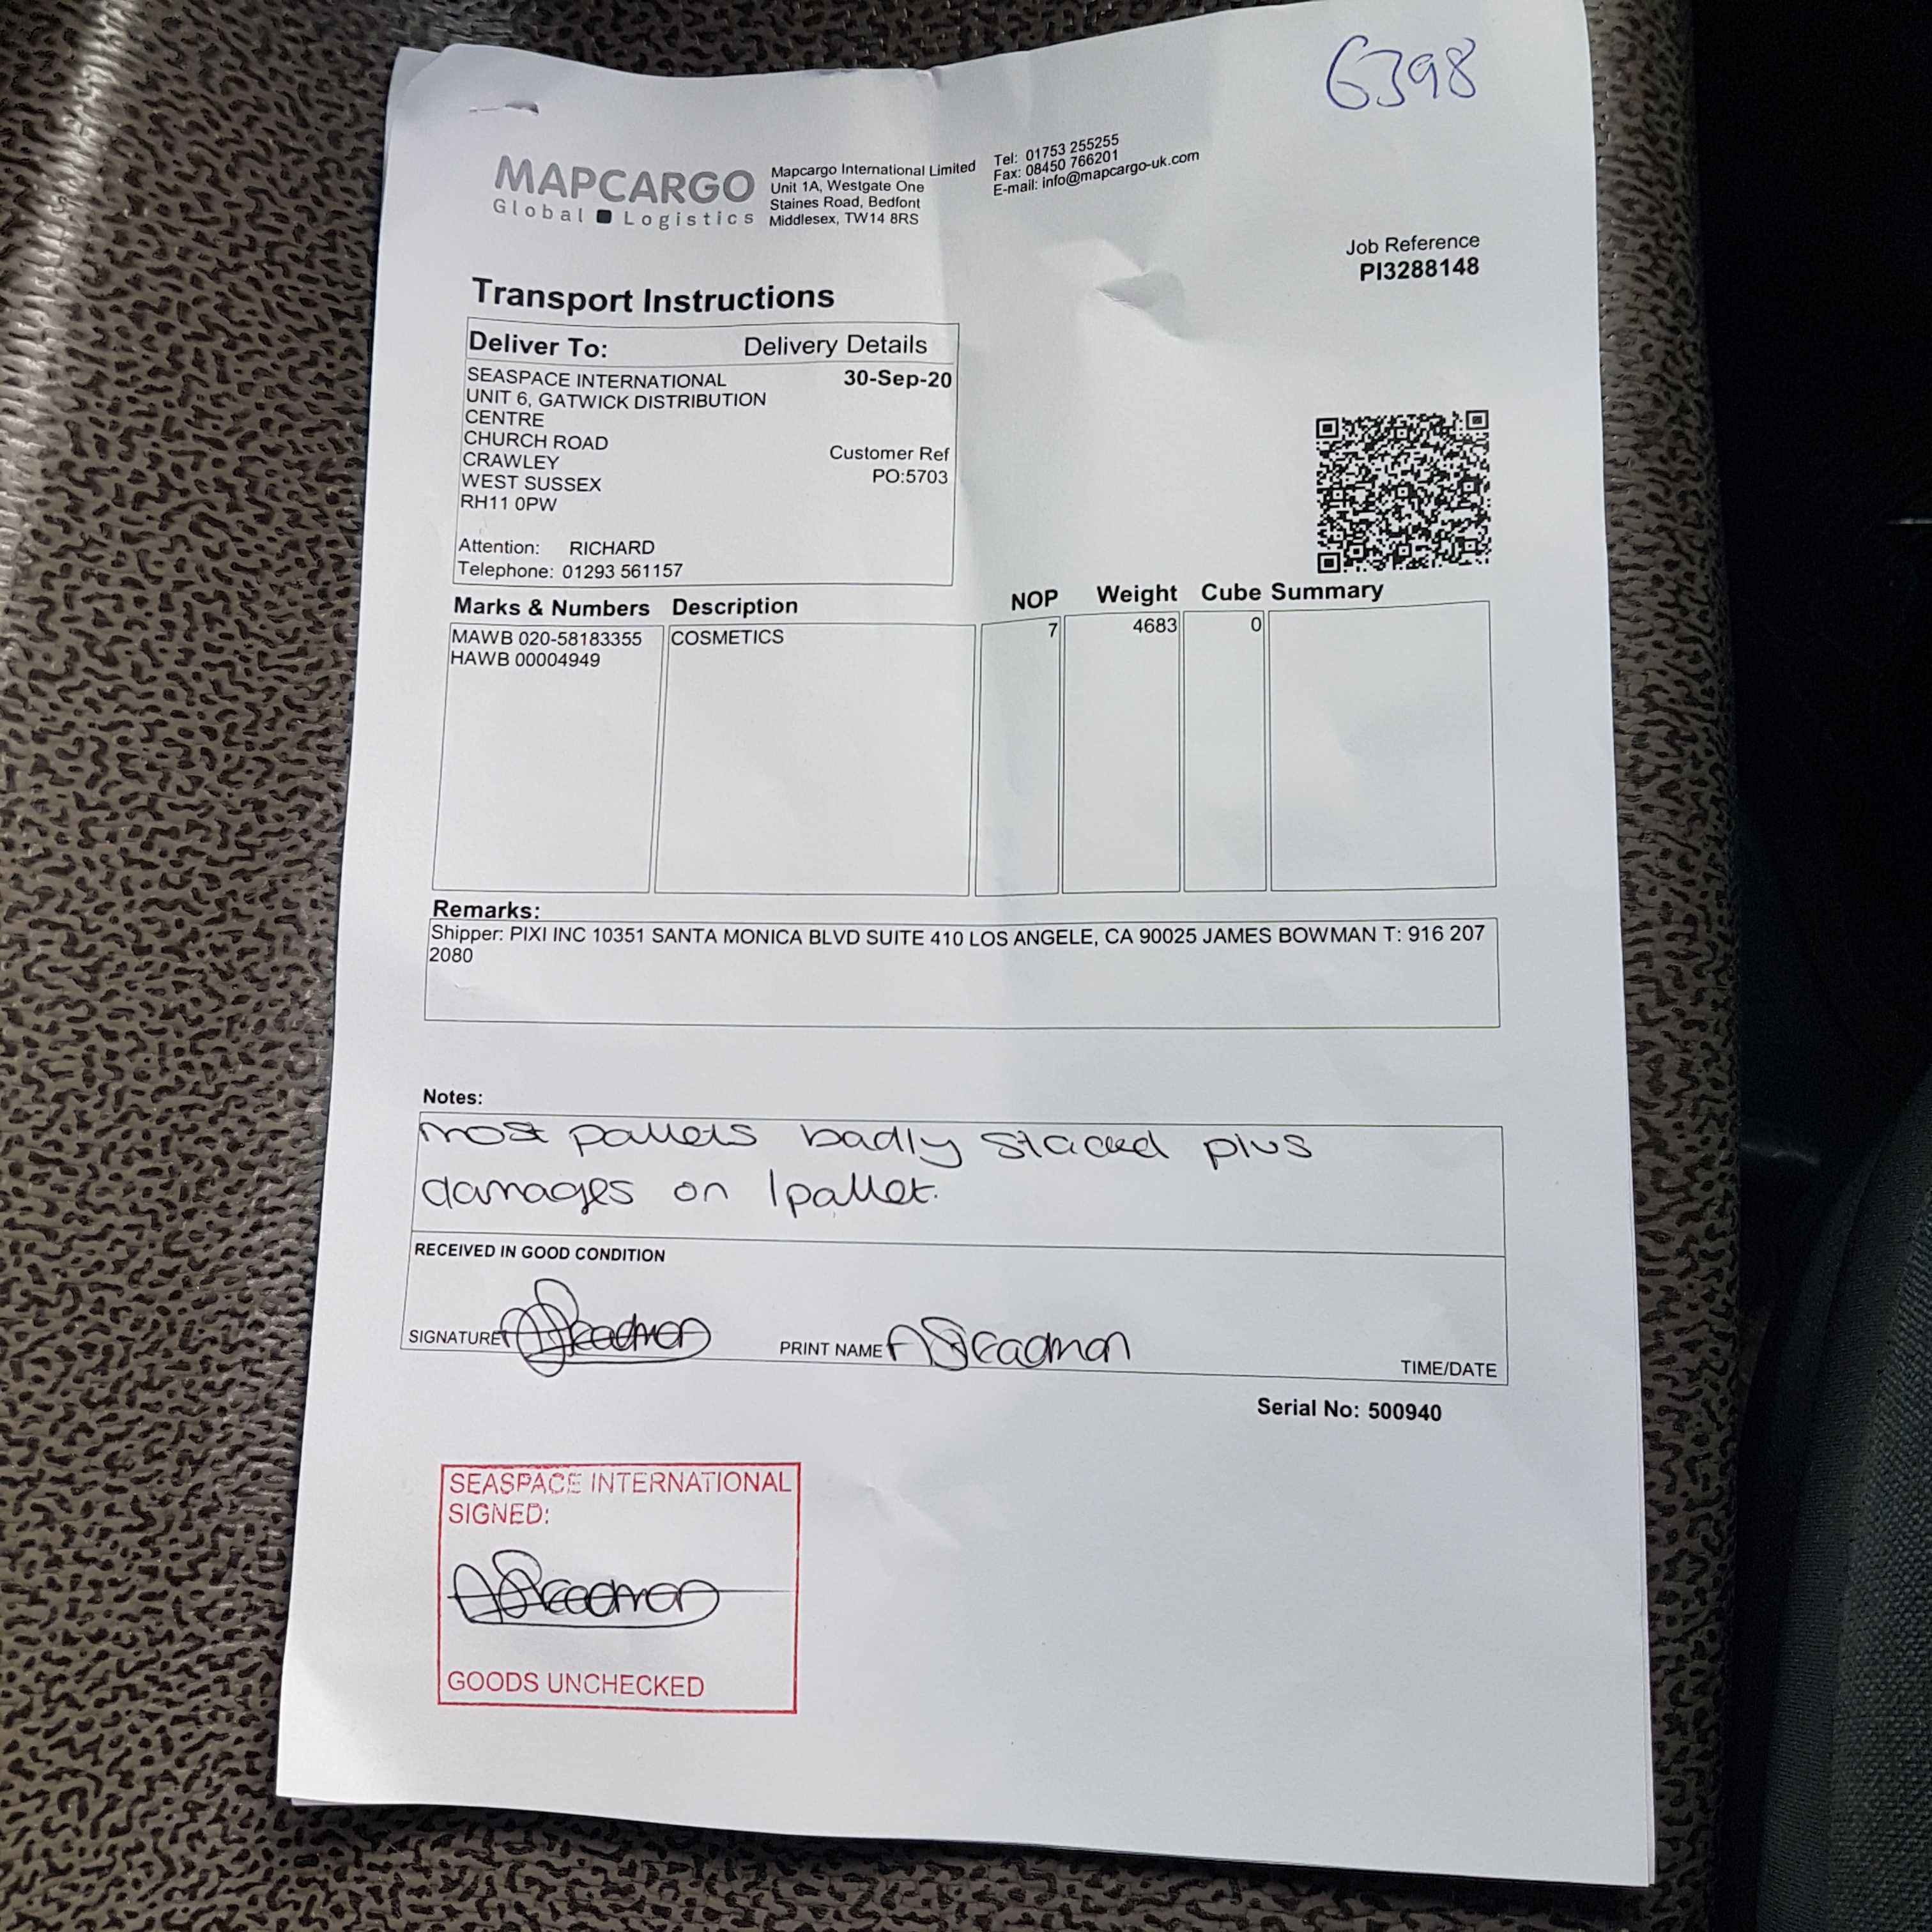 6398
MAPCARGO
Global Logistics
Mapcargo International Limited
Unit 1A, Westgate One
Staines Road, Bedfont
Middlesex, TW14 8RS
Tel: 01753 255255
Fax: 08450 766201
E-mail: info@mapcargo-uk.com
Job Reference
PI3288148
Transport Instructions
Deliver To: Delivery Details
SEASPACE INTERNATIONAL 30-Sep-20
UNIT 6, GATWICK DISTRIBUTION
CENTRE
CHURCH ROAD
CRAWLEY Customer Ref
WEST SUSSEX PO:5703
RH11 0PW
Attention: RICHARD
Telephone: 01293 561157
Marks & Numbers Description NOP Weight Cube Summary
MAWB 020-58183355 COSMETICS 7 4683 0
HAWB 00004949
Remarks:
Shipper: PIXI INC 10351 SANTA MONICA BLVD SUITE 410 LOS ANGELE, CA 90025 JAMES BOWMAN T: 916 207
2080
Notes:
most pallets badly stacked plus
damages on 1 pallet.
RECEIVED IN GOOD CONDITION
SIGNATURE PRINT NAME TIME/DATE
Serial No: 500940
SEASPACE INTERNATIONAL
SIGNED:
GOODS UNCHECKED